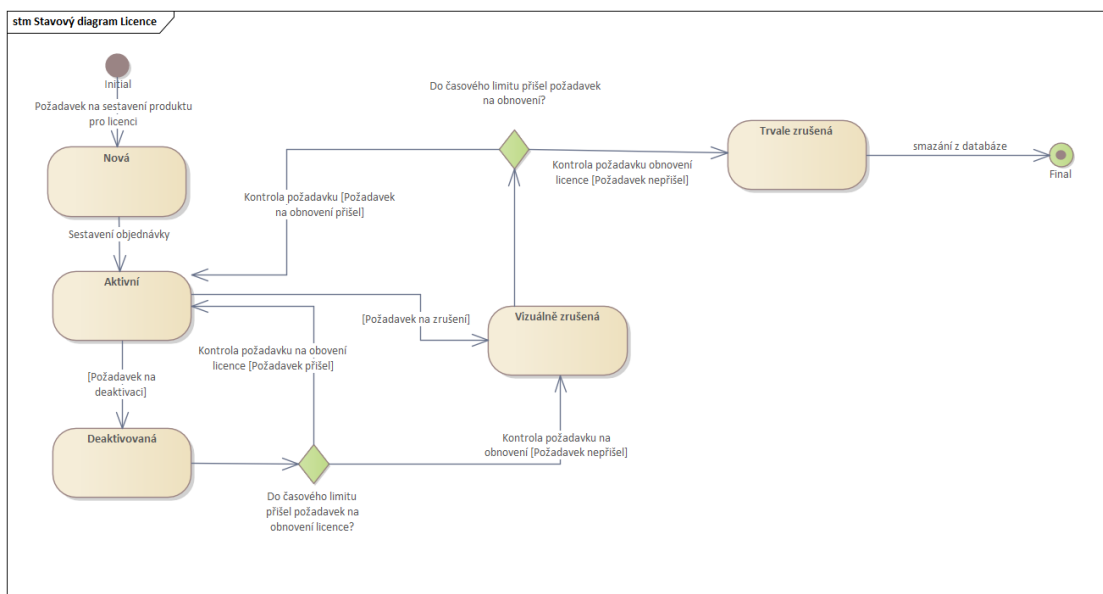 stm Stavový diagram Licence
Initial
Požadavek na sestavení produktu
pro licenci
Nová
Sestavení objednávky
Aktivní
[Požadavek na
deaktivaci]
Deaktivovaná
Do časového limitu
přišel požadavek na
obnovení licence?
Kontrola požadavku na obovení
licence [Požadavek přišel]
Kontrola požadavku na
obnovení [Požadavek nepřišel]
[Požadavek na zrušení]
Vizuálně zrušená
Do časového limitu přišel požadavek
na obnovení?
Kontrola požadavku [Požadavek
na obnovení přišel]
Kontrola požadavku obnovení
licence [Požadavek nepřišel]
Trvale zrušená
smazání z databáze
Final